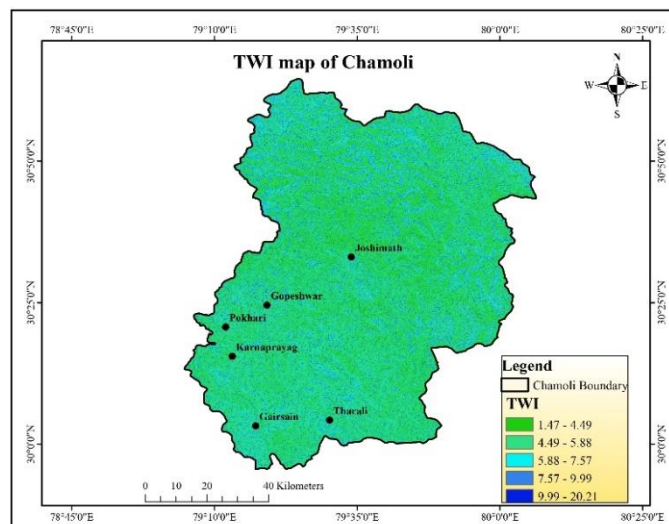 78°45'0"E 79°10'0"E 79°35'0"E 80°0'0"E 80°25'0"E
TWI map of Chamoli
N
W E
S
30°50'0"N 30°50'0"N
Joshimath
Gopeshwar
30°25'0"N 30°25'0"N
Pokhari
Karnaprayag
Legend
Chamoli Boundary
TWI
Tharali
Gairsain
1.47 - 4.49
30°0'0"N 30°0'0"N
4.49 - 5.88
5.88 - 7.57
7.57 - 9.99
9.99 - 20.21
0 10 20 40 Kilometers
78°45'0"E 79°10'0"E 79°35'0"E 80°0'0"E 80°25'0"E